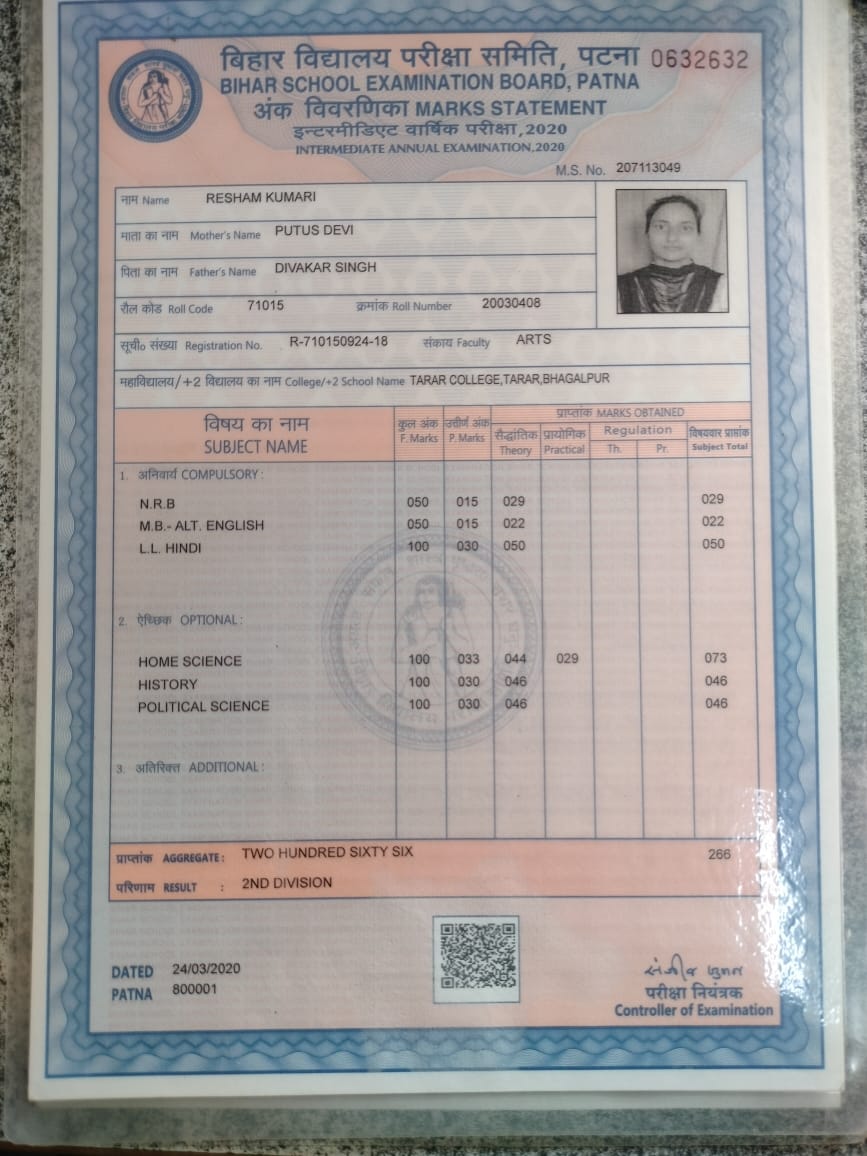 बिहार विद्यालय परीक्षा समिति, पटना 0632632
BIHAR SCHOOL EXAMINATION BOARD, PATNA
अंक विवरणिका MARKS STATEMENT
इन्टरमीडिएट वार्षिक परीक्षा, 2020
INTERMEDIATE ANNUAL EXAMINATION,2020
M.S. No. 207113049
नाम Name RESHAM KUMARI
माता का नाम Mother's Name PUTUS DEVI
पिता का नाम Father's Name DIVAKAR SINGH
रौल कोड Roll Code 71015 क्रमांक Roll Number 20030408
सूची० संख्या Registration No. R-710150924-18 संकाय Faculty ARTS
महाविद्यालय/+2 विद्यालय का नाम College/+2 School Name TARAR COLLEGE,TARAR,BHAGALPUR
विषय का नाम कुल अंक उत्तीर्ण अंक प्राप्तांक MARKS OBTAINED
SUBJECT NAME F. Marks P. Marks सैद्धांतिक प्रायोगिक Regulation विषयवार प्राप्तांक
Theory Practical Th. Pr. Subject Total
1. अनिवार्य COMPULSORY:
N.R.B 050 015 029 029
M.B.- ALT. ENGLISH 050 015 022 022
L.L. HINDI 100 030 050 050
2. ऐच्छिक OPTIONAL:
HOME SCIENCE 100 033 044 029 073
HISTORY 100 030 046 046
POLITICAL SCIENCE 100 030 046 046
3. अतिरिक्त ADDITIONAL:
प्राप्तांक AGGREGATE: TWO HUNDRED SIXTY SIX 266
परिणाम RESULT : 2ND DIVISION
DATED 24/03/2020
PATNA 800001
परीक्षा नियंत्रक
Controller of Examination